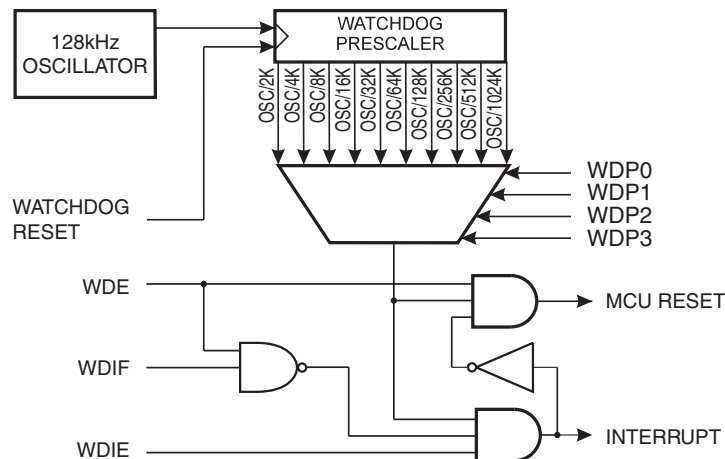 128kHz
OSCILLATOR
WATCHDOG
PRESCALER
OSC/2K
OSC/4K
OSC/8K
OSC/16K
OSC/32K
OSC/64K
OSC/128K
OSC/256K
OSC/512K
OSC/1024K
WATCHDOG
RESET
WDP0
WDP1
WDP2
WDP3
WDE
MCU RESET
WDIF
WDIE
INTERRUPT